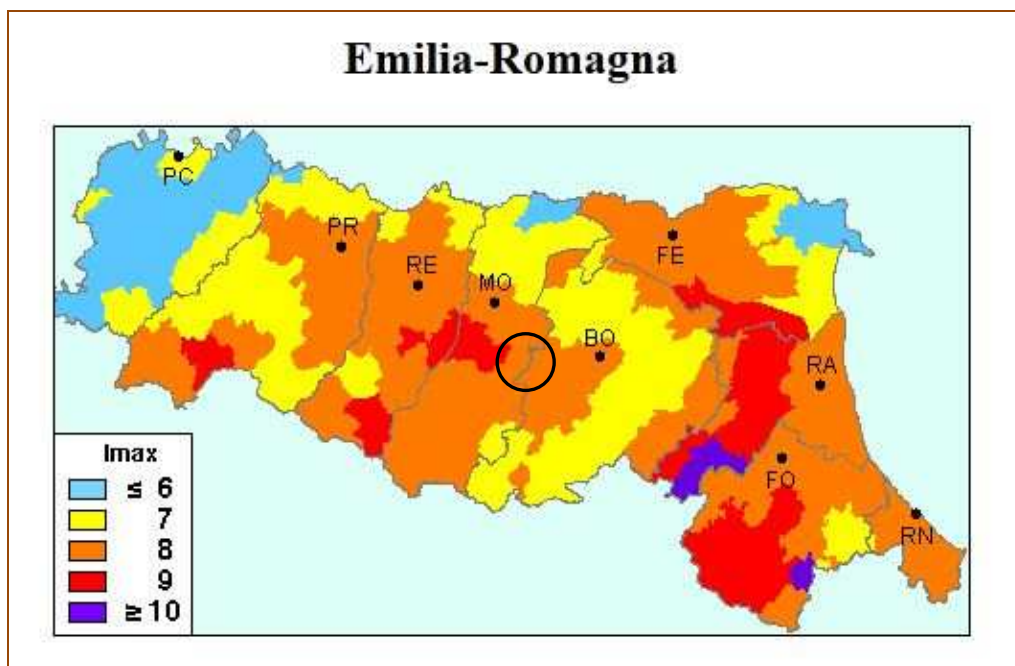 Emilia-Romagna
PC
PR
FE
RE
MO
BO
RA
FO
RN
Imax
≤ 6
7
8
9
≥ 10